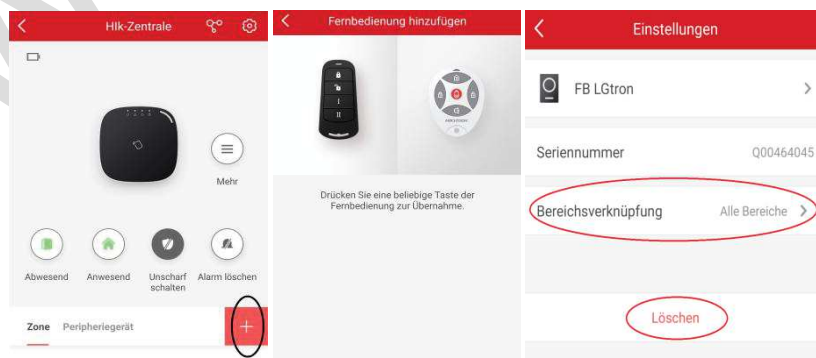 HIk-Zentrale
Mehr
Abwesend
Anwesend
Unscharf
schalten
Alarm löschen
Zone
Peripheriegerät
Fernbedienung hinzufügen
I
II
Drücken Sie eine beliebige Taste der
Fernbedienung zur Übernahme.
Einstellungen
FB LGtron
Seriennummer
Q00464045
Bereichsverknüpfung
Alle Bereiche
Löschen